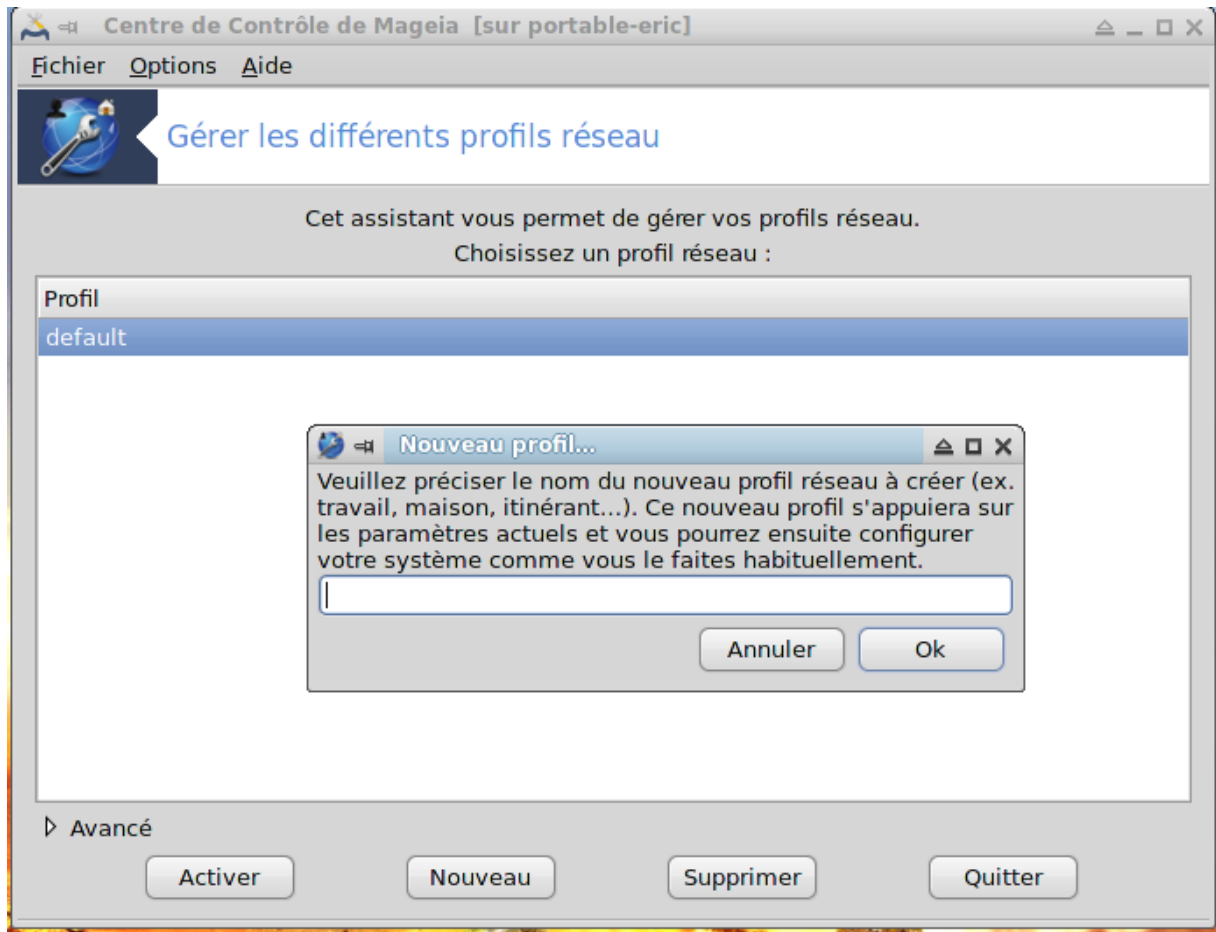 Centre de Contrôle de Mageia [sur portable-eric]
Fichier Options Aide
Gérer les différents profils réseau
Cet assistant vous permet de gérer vos profils réseau.
Choisissez un profil réseau :
Profil
default
Nouveau profil...
Veuillez préciser le nom du nouveau profil réseau à créer (ex.
travail, maison, itinérant...). Ce nouveau profil s'appuiera sur
les paramètres actuels et vous pourrez ensuite configurer
votre système comme vous le faites habituellement.
Annuler Ok
Avancé
Activer Nouveau Supprimer Quitter